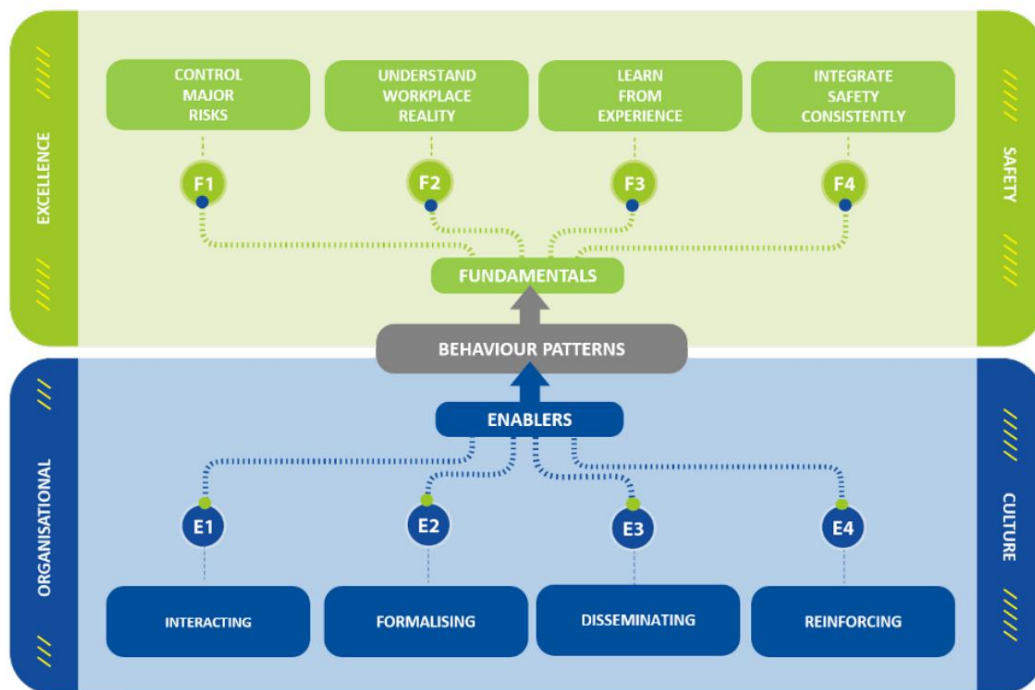 EXCELLENCE
CONTROL
MAJOR
RISKS
UNDERSTAND
WORKPLACE
REALITY
LEARN
FROM
EXPERIENCE
INTEGRATE
SAFETY
CONSISTENTLY
SAFETY
F1
F2
F3
F4
FUNDAMENTALS
BEHAVIOUR PATTERNS
ENABLERS
ORGANISATIONAL
E1
E2
E3
E4
CULTURE
INTERACTING
FORMALISING
DISSEMINATING
REINFORCING